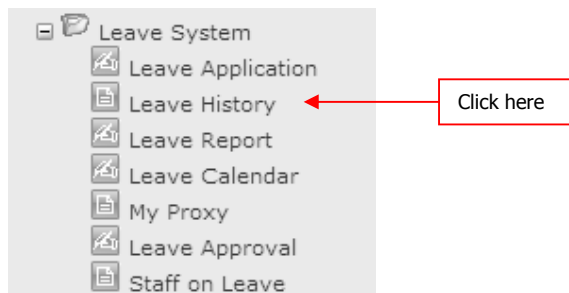 Leave System
Leave Application
Leave History
Click here
Leave Report
Leave Calendar
My Proxy
Leave Approval
Staff on Leave